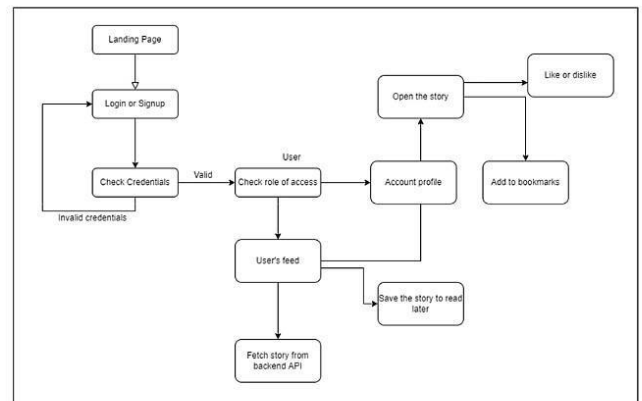 Landing Page
Login or Signup
Check Credentials
Invalid credentials
Valid
Check role of access
User
Account profile
Open the story
Like or dislike
Add to bookmarks
User's feed
Save the story to read
later
Fetch story from
backend API